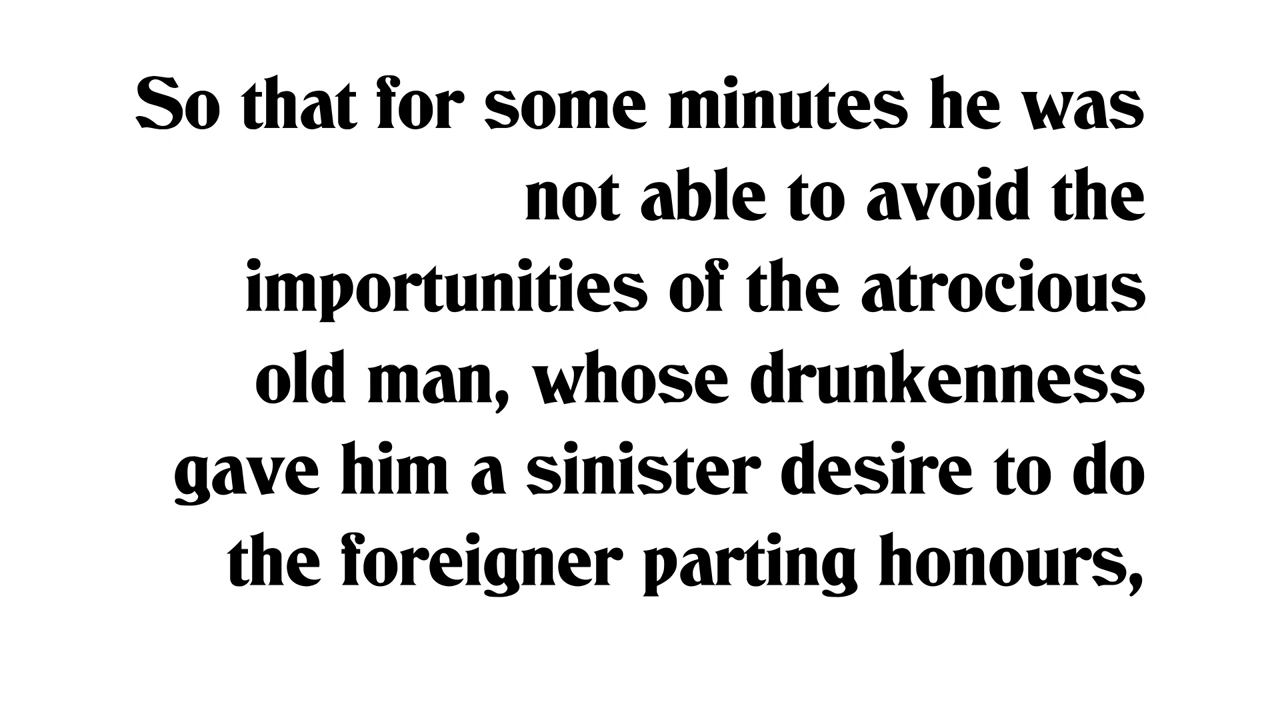 So that for some minutes he was
not able to avoid the
importunities of the atrocious
old man, whose drunkenness
gave him a sinister desire to do
the foreigner parting honours,